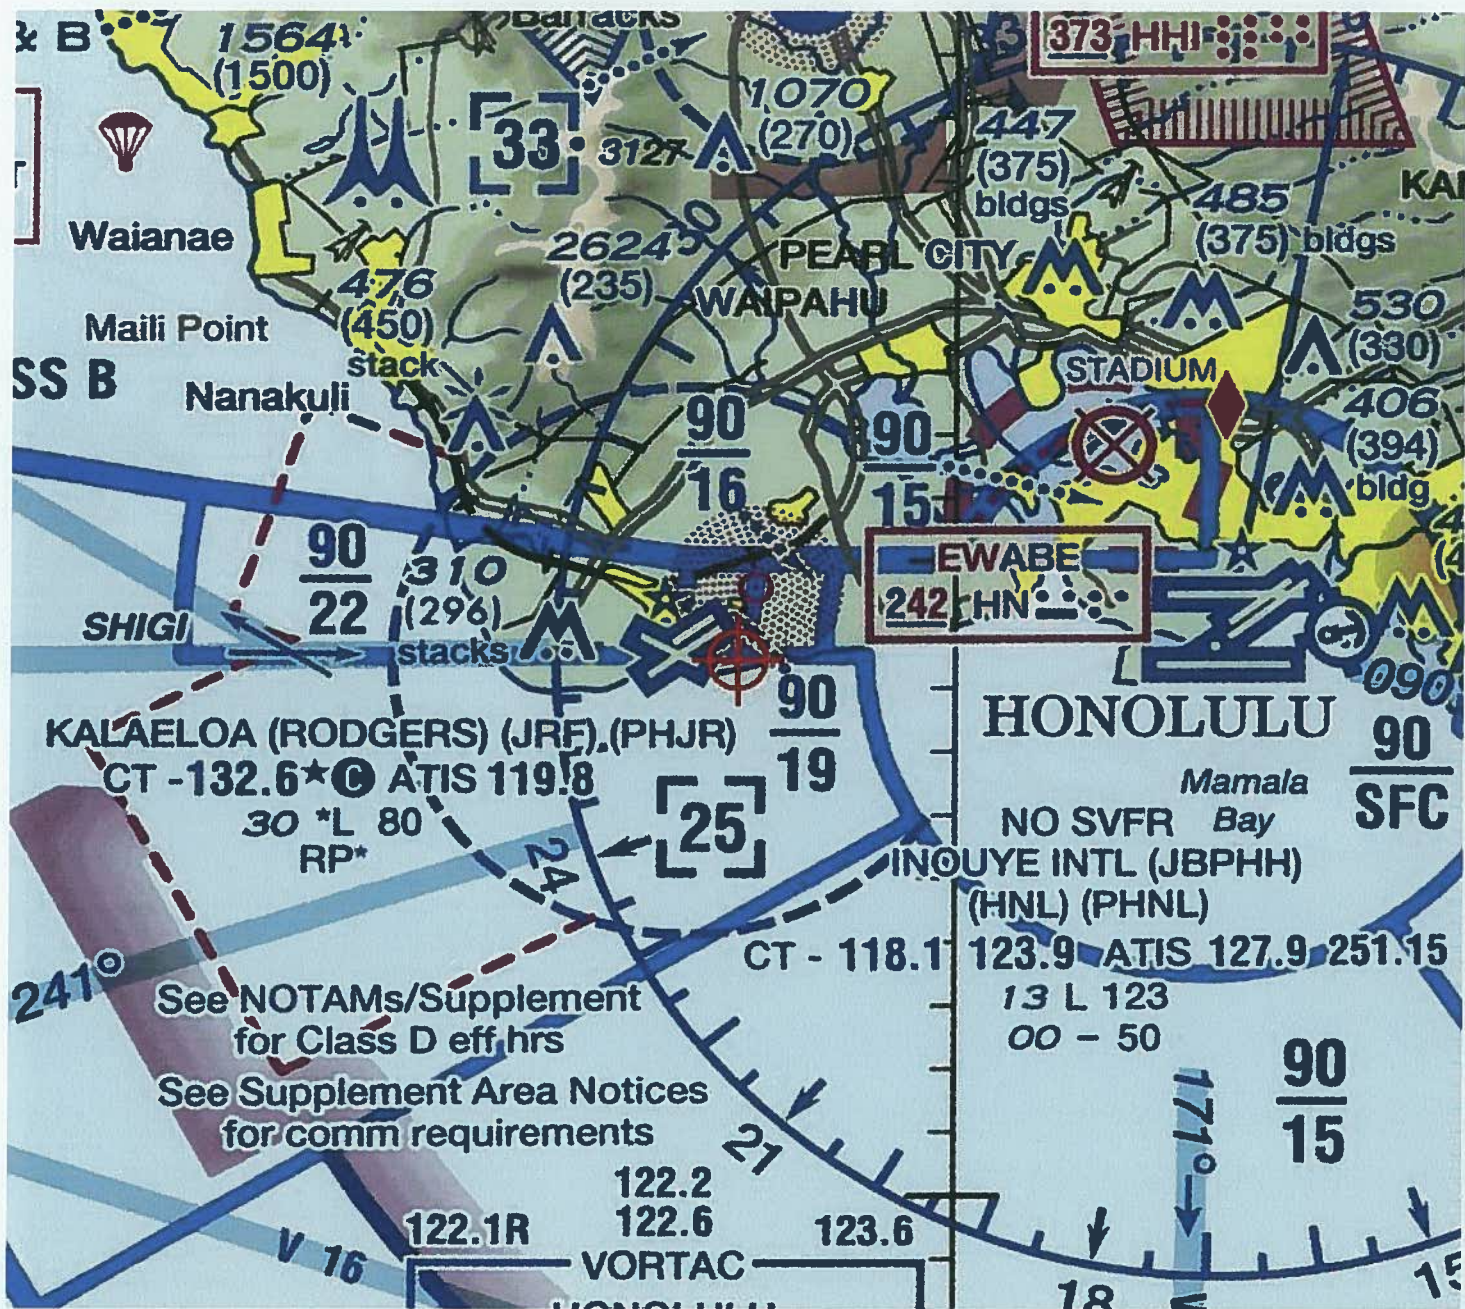 & B
1564
(1500)
Barracks
373 HHI
33
3127
1070
(270)
447
(375)
bldgs
485
(375) bldgs
Waianae
2624
(235)
PEARL CITY
WAIPAHU
476
(450)
stack
Maili Point
530
(330)
SS B
Nanakuli
STADIUM
406
(394)
bldg
90
16
90
15
90
22
310
(296)
stacks
SHIGI
EWABE
242 HN
090
KALAELOA (RODGERS) (JRF) (PHJR)
CT - 132.6 ★ C ATIS 119.8
30 *L 80
RP*
90
19
25
24
HONOLULU
90
SFC
Mamala
Bay
NO SVFR
INOUYE INTL (JBPHH)
(HNL) (PHNL)
CT - 118.1 123.9 ATIS 127.9 251.15
13 L 123
00 - 50
241°
See NOTAMs/Supplement
for Class D eff hrs
See Supplement Area Notices
for comm requirements
21
171°
90
15
122.2
122.1R 122.6 123.6
VORTAC
HONOLULU
V 16
18
15